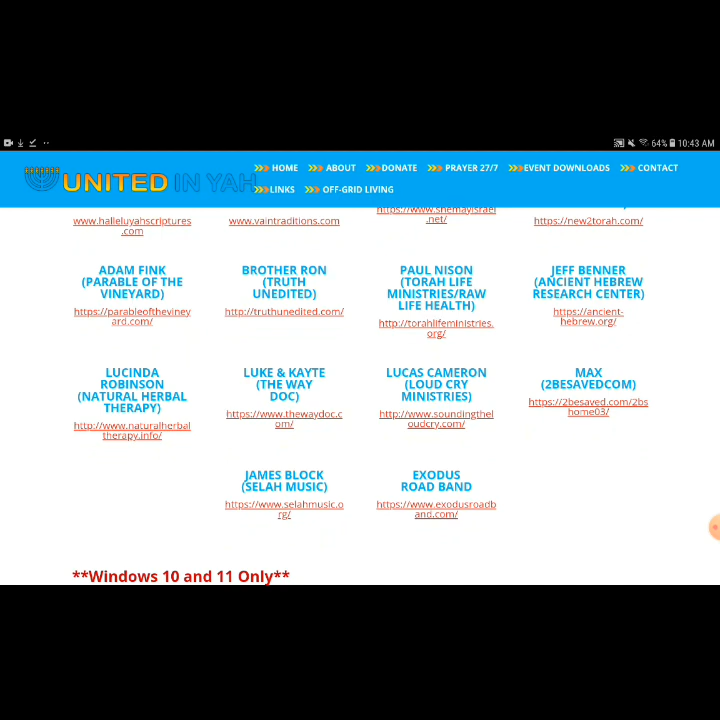 64% 10:43 AM
UNITED IN YAH
HOME ABOUT DONATE PRAYER 27/7 EVENT DOWNLOADS CONTACT
LINKS OFF-GRID LIVING
www.halleluyahscriptures
.com
www.vaintraditions.com
https://www.shemayisrael
.net/
https://new2torah.com/
ADAM FINK
(PARABLE OF THE
VINEYARD)
https://parableofthviney
ard.com/
BROTHER RON
(TRUTH
UNEDITED)
http://truthunedited.com/
PAUL NISON
(TORAH LIFE
MINISTRIES/RAW
LIFE HEALTH)
http://torahlifeministries.
org/
JEFF BENNER
(ANCIENT HEBREW
RESEARCH CENTER)
https://ancient-
hebrew.org/
LUCINDA
ROBINSON
(NATURAL HERBAL
THERAPY)
http://www.naturalherbal
therapy.info/
LUKE & KAYTE
(THE WAY
DOC)
https://www.thewaydoc.c
om/
LUCAS CAMERON
(LOUD CRY
MINISTRIES)
http://www.soundingthel
oudcry.com/
MAX
(2BESAVEDCOM)
https://2besaved.com/2bs
home03/
JAMES BLOCK
(SELAH MUSIC)
https://www.selahmusic.o
rg/
EXODUS
ROAD BAND
https://www.exodusroadb
and.com/
**Windows 10 and 11 Only**